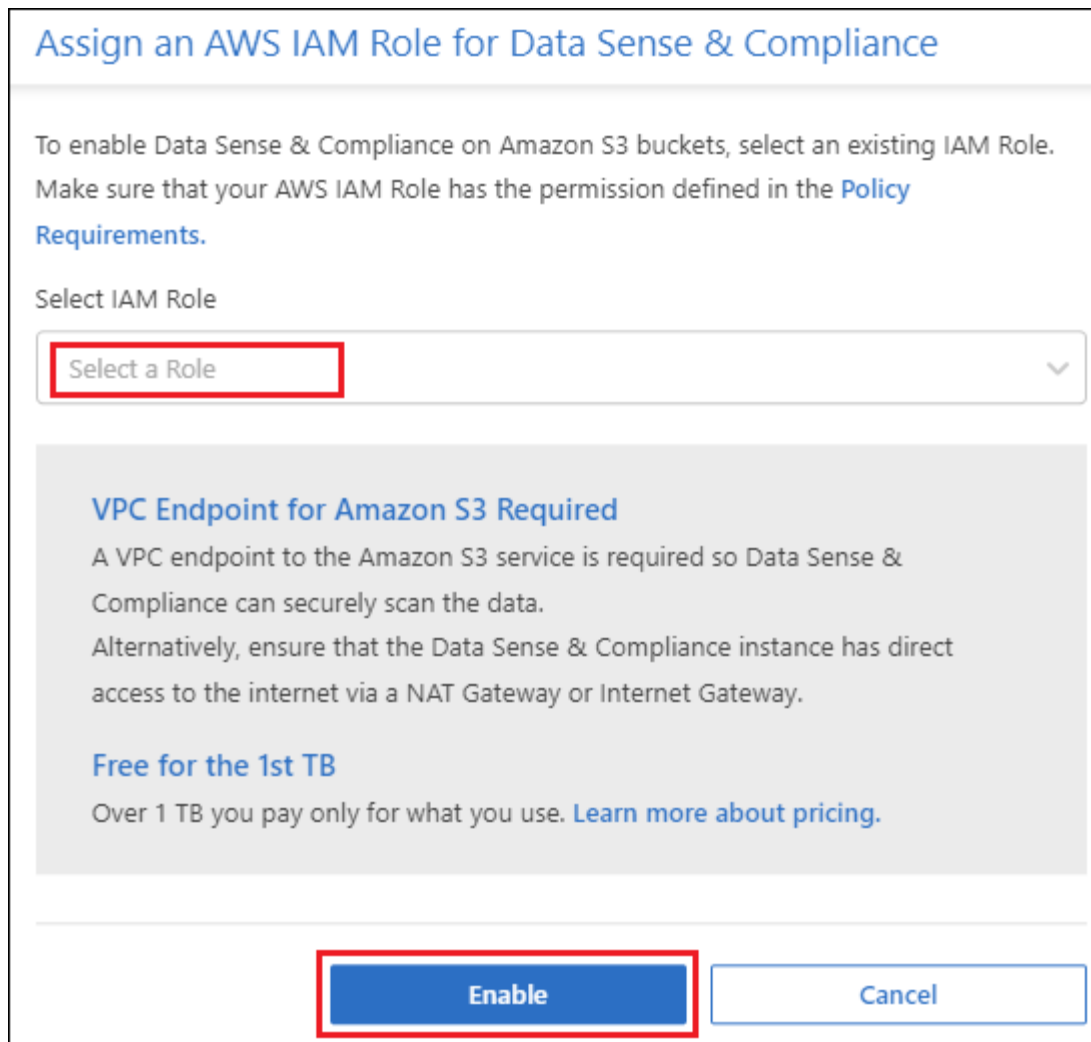 Assign an AWS IAM Role for Data Sense & Compliance
To enable Data Sense & Compliance on Amazon S3 buckets, select an existing IAM Role.
Make sure that your AWS IAM Role has the permission defined in the Policy
Requirements.
Select IAM Role
Select a Role
VPC Endpoint for Amazon S3 Required
A VPC endpoint to the Amazon S3 service is required so Data Sense &
Compliance can securely scan the data.
Alternatively, ensure that the Data Sense & Compliance instance has direct
access to the internet via a NAT Gateway or Internet Gateway.
Free for the 1st TB
Over 1 TB you pay only for what you use. Learn more about pricing.
Enable
Cancel